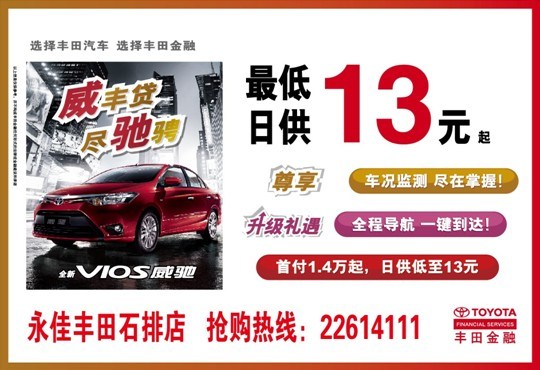 选择丰田汽车 选择丰田金融
威丰贷
尽驰骋
全新 VIOS 威驰
最低
日供
13元起
尊享
车况监测 尽在掌握!
升级礼遇
全程导航 一键到达!
首付1.4万起，日供低至13元
永佳丰田石排店 抢购热线：22614111
TOYOTA
FINANCIAL SERVICES
丰田金融